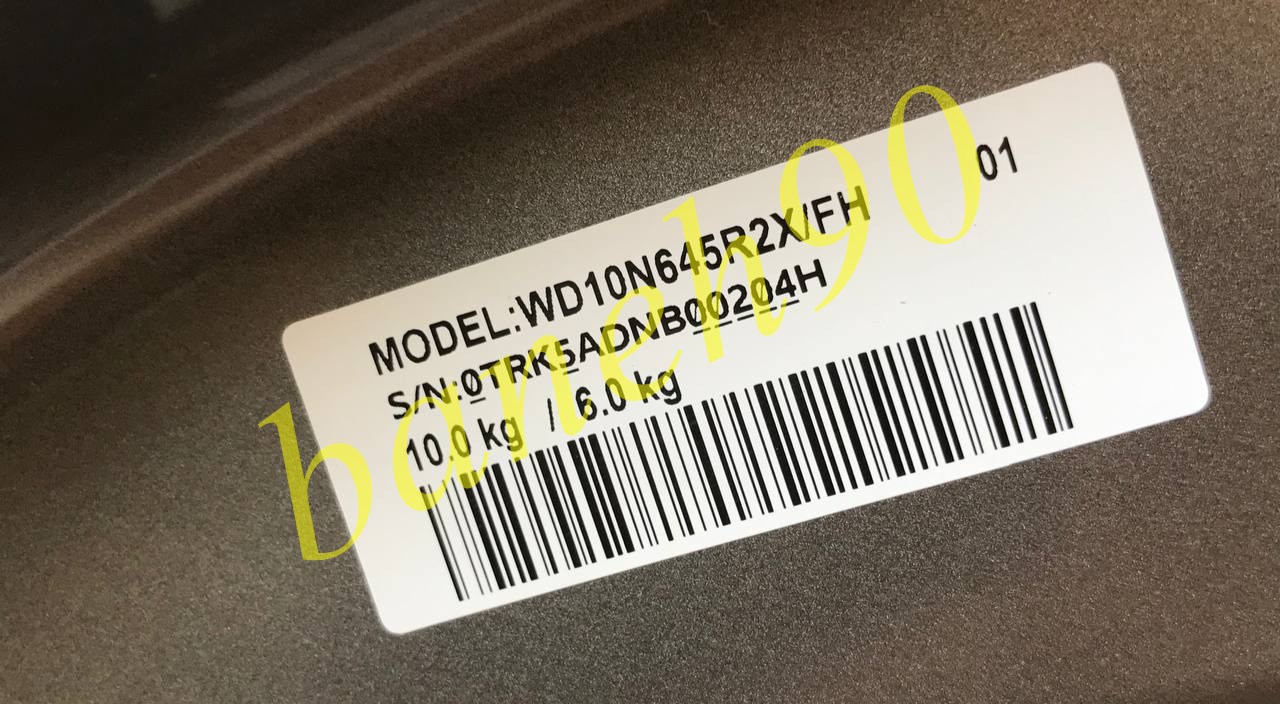 MODEL:WD10N645R2X/FH 01
S/N:0TRK5ADNB00204H
10.0 kg / 6.0 kg
baneh90